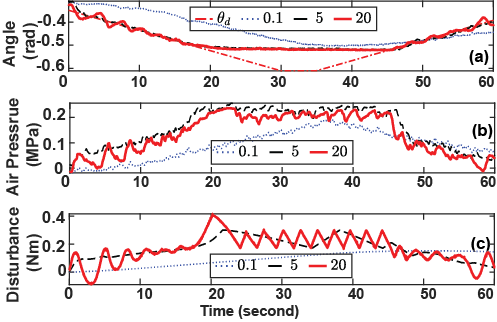 θd 0.1 5 20
-0.4
-0.5
-0.6
Angle (rad)
(a)
0 10 20 30 40 50 60
0.2
0.1
0
Air Pressrue (MPa)
(b)
0.1 5 20
0 10 20 30 40 50 60
0.4
0.2
0
Disturbance (Nm)
(c)
0.1 5 20
0 10 20 30 40 50 60
Time (second)